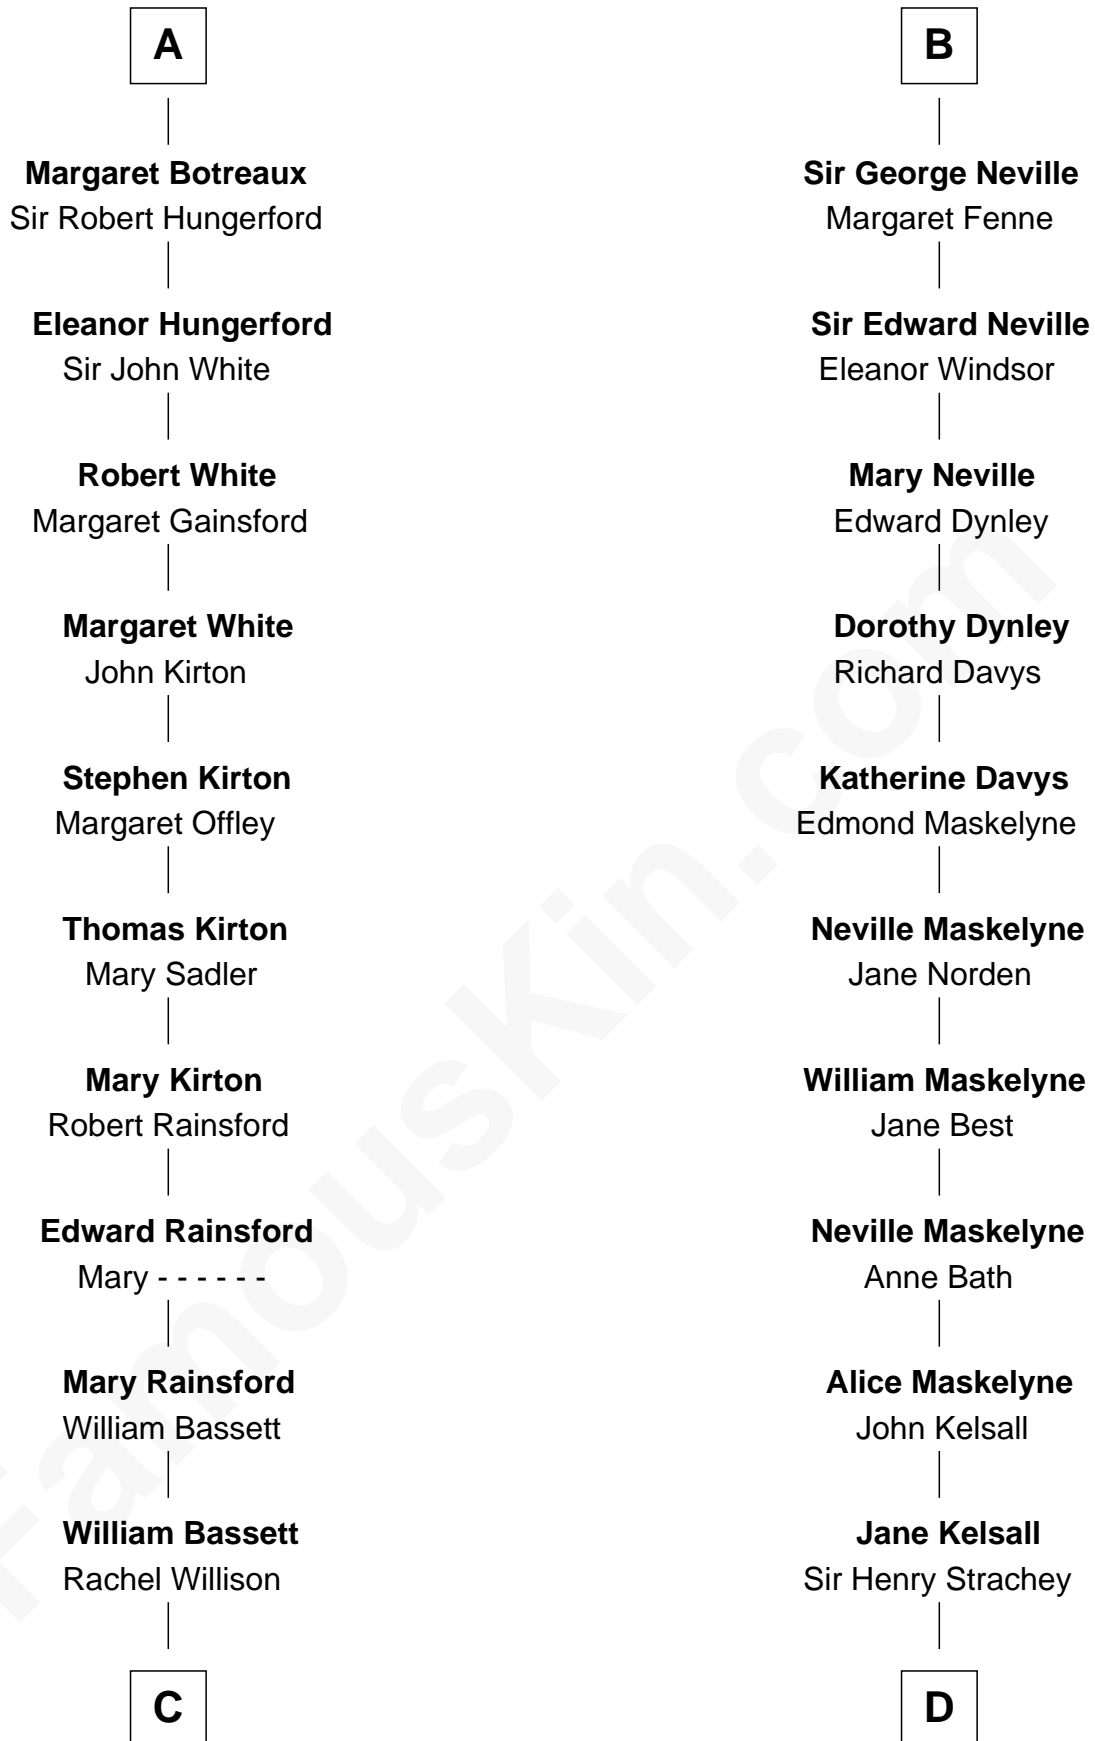 A
Margaret Botreaux
Sir Robert Hungerford
Eleanor Hungerford
Sir John White
Robert White
Margaret Gainsford
Margaret White
John Kirton
Stephen Kirton
Margaret Offley
Thomas Kirton
Mary Sadler
Mary Kirton
Robert Rainsford
Edward Rainsford
Mary - - - - - -
Mary Rainsford
William Bassett
William Bassett
Rachel Willison
C
B
Sir George Neville
Margaret Fenne
Sir Edward Neville
Eleanor Windsor
Mary Neville
Edward Dynley
Dorothy Dynley
Richard Davys
Katherine Davys
Edmond Maskelyne
Neville Maskelyne
Jane Norden
William Maskelyne
Jane Best
Neville Maskelyne
Anne Bath
Alice Maskelyne
John Kelsall
Jane Kelsall
Sir Henry Strachey
D
FamousKin.com